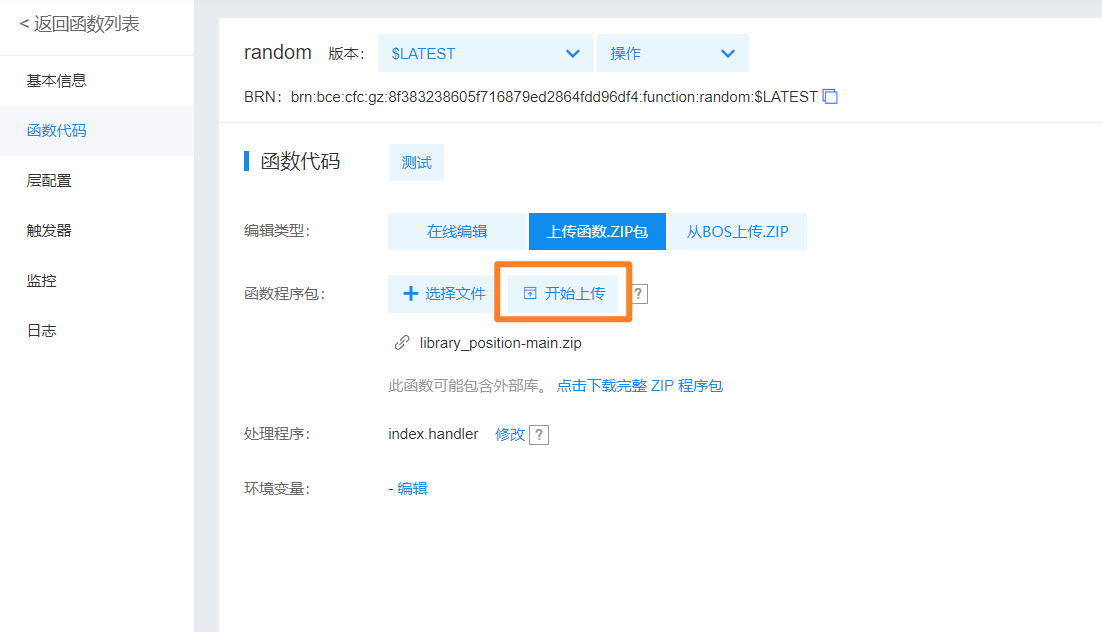 < 返回函数列表
基本信息
函数代码
层配置
触发器
监控
日志
random 版本： $LATEST 操作
BRN：brn:bce:cfc:gz:8f383238605f716879ed2864fdd96df4:function:random:$LATEST
函数代码 测试
编辑类型： 在线编辑 上传函数.ZIP包 从BOS上传.ZIP
函数程序包： 选择文件 开始上传 ?
library_position-main.zip
此函数可能包含外部库。 点击下载完整 ZIP 程序包
处理程序： index.handler 修改 ?
环境变量： - 编辑